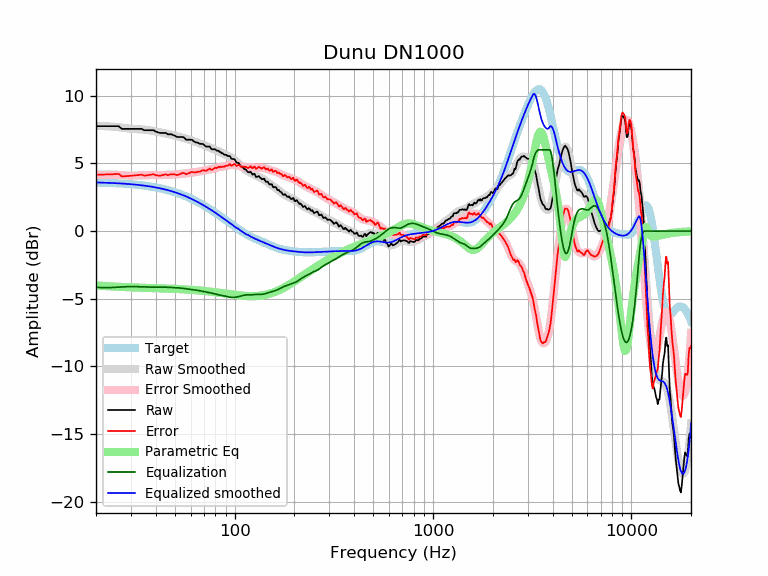 Dunu DN1000
Amplitude (dBr)
10
5
0
−5
−10
−15
−20
Target
Raw Smoothed
Error Smoothed
Raw
Error
Parametric Eq
Equalization
Equalized smoothed
100
1000
10000
Frequency (Hz)